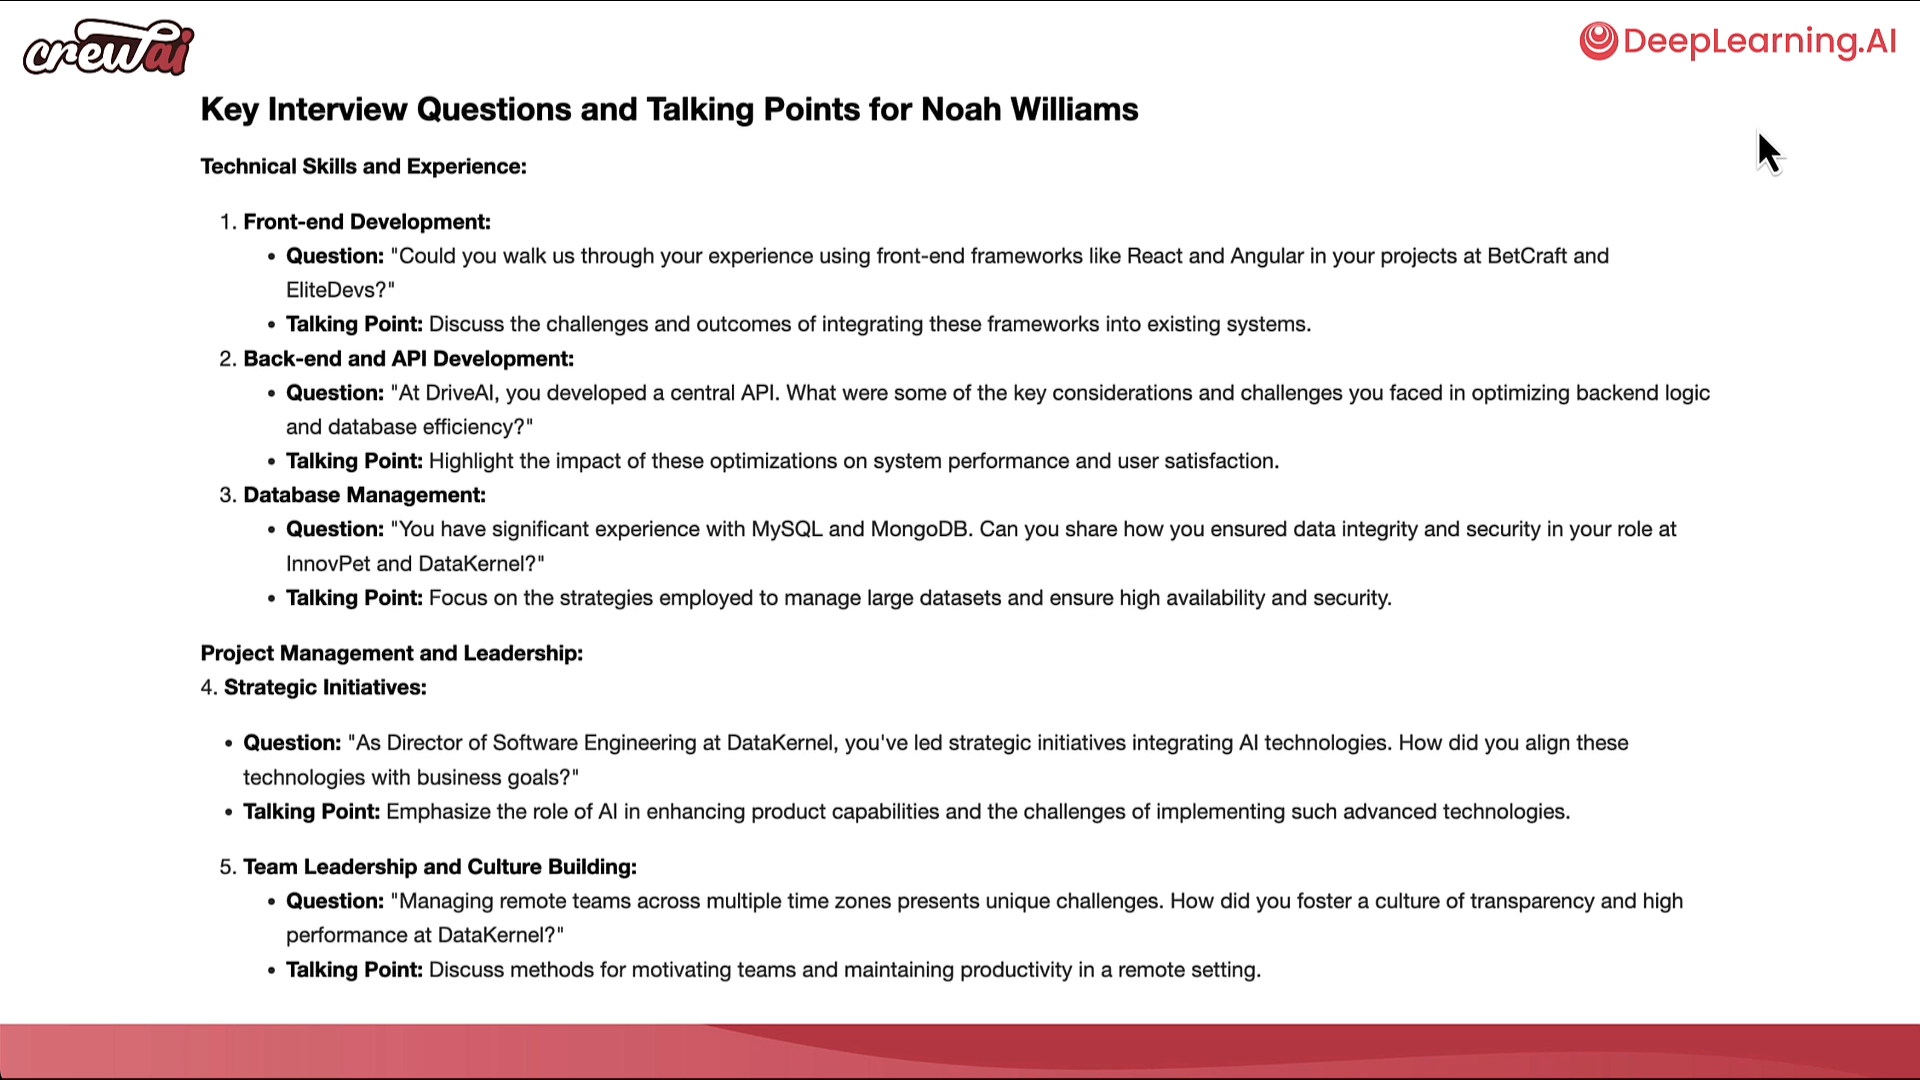 crewai
DeepLearning.AI
Key Interview Questions and Talking Points for Noah Williams
Technical Skills and Experience:
1. Front-end Development:
• Question: "Could you walk us through your experience using front-end frameworks like React and Angular in your projects at BetCraft and
EliteDevs?"
• Talking Point: Discuss the challenges and outcomes of integrating these frameworks into existing systems.
2. Back-end and API Development:
• Question: "At DriveAI, you developed a central API. What were some of the key considerations and challenges you faced in optimizing backend logic
and database efficiency?"
• Talking Point: Highlight the impact of these optimizations on system performance and user satisfaction.
3. Database Management:
• Question: "You have significant experience with MySQL and MongoDB. Can you share how you ensured data integrity and security in your role at
InnovPet and DataKernel?"
• Talking Point: Focus on the strategies employed to manage large datasets and ensure high availability and security.
Project Management and Leadership:
4. Strategic Initiatives:
• Question: "As Director of Software Engineering at DataKernel, you've led strategic initiatives integrating AI technologies. How did you align these
technologies with business goals?"
• Talking Point: Emphasize the role of AI in enhancing product capabilities and the challenges of implementing such advanced technologies.
5. Team Leadership and Culture Building:
• Question: "Managing remote teams across multiple time zones presents unique challenges. How did you foster a culture of transparency and high
performance at DataKernel?"
• Talking Point: Discuss methods for motivating teams and maintaining productivity in a remote setting.